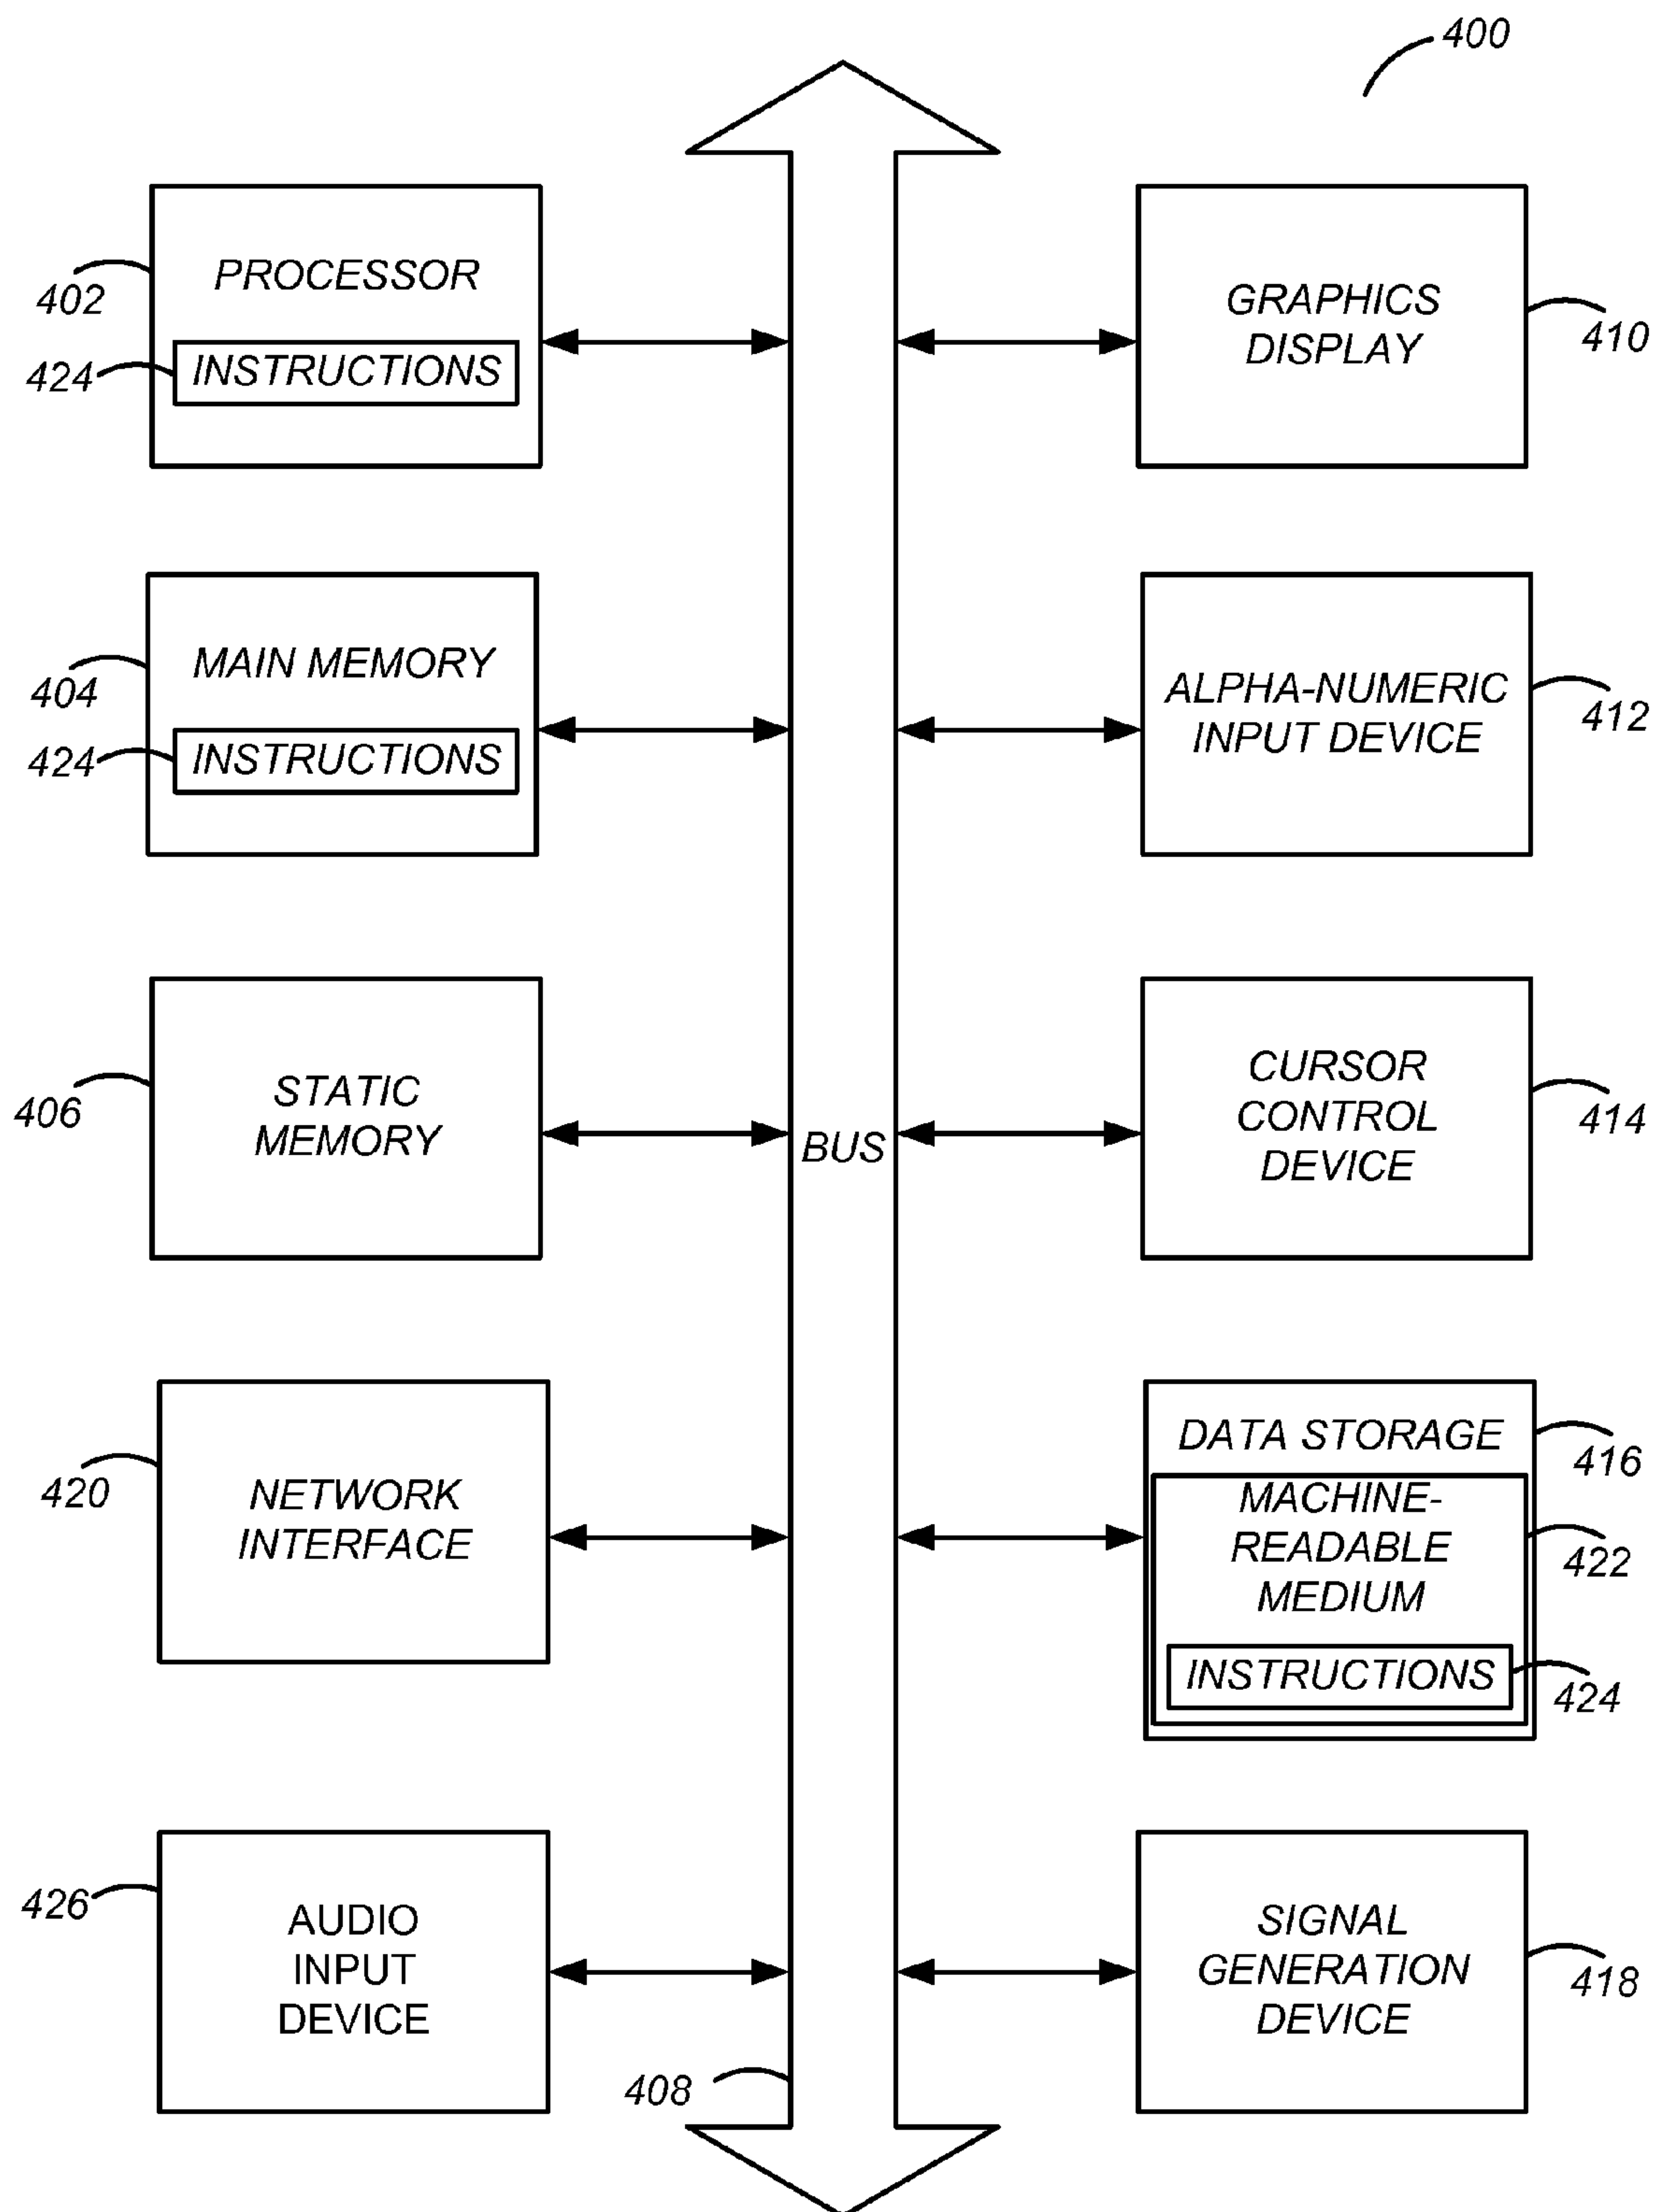 400
PROCESSOR
402
424
INSTRUCTIONS
GRAPHICS
DISPLAY
410
MAIN MEMORY
404
424
INSTRUCTIONS
ALPHA-NUMERIC
INPUT DEVICE
412
STATIC
MEMORY
406
BUS
CURSOR
CONTROL
DEVICE
414
NETWORK
INTERFACE
420
DATA STORAGE
416
MACHINE-
READABLE
MEDIUM
422
INSTRUCTIONS
424
426
AUDIO
INPUT
DEVICE
408
SIGNAL
GENERATION
DEVICE
418